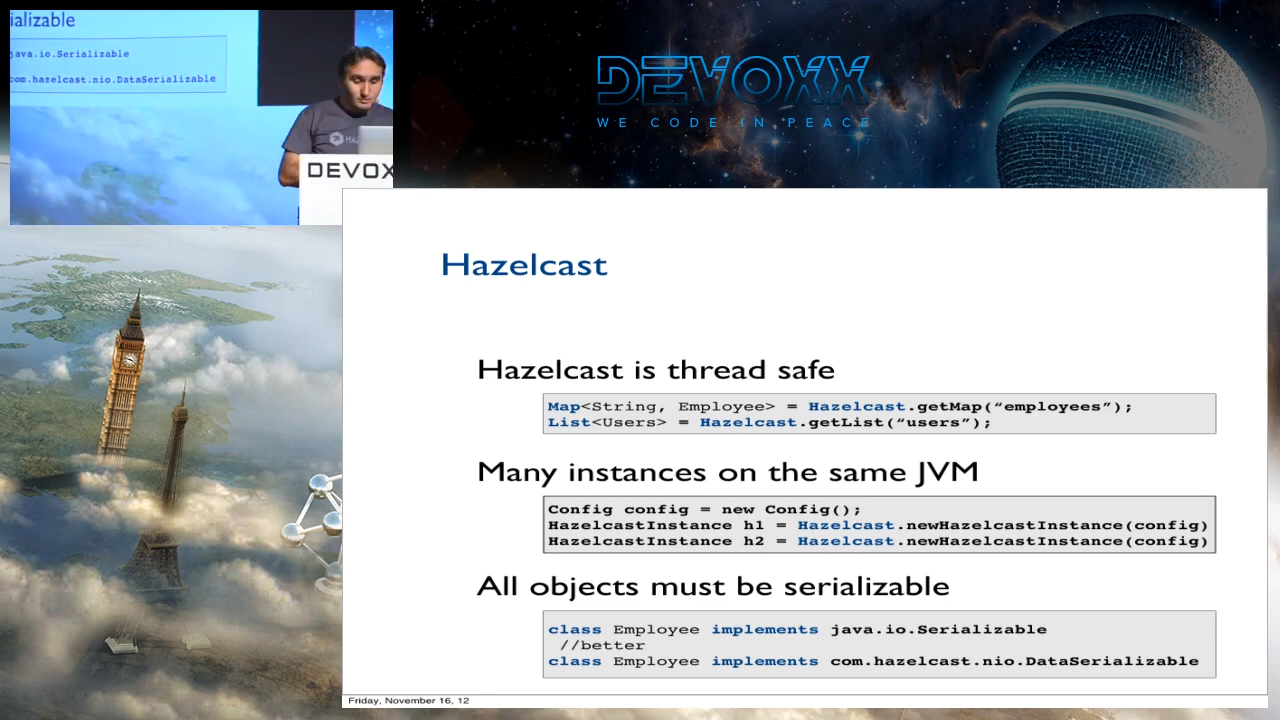 ializable
java.io.Serializable
com.hazelcast.nio.DataSerializable
DEVOX
DEVOXX
WE CODE IN PEACE
Hazelcast
Hazelcast is thread safe
Map<String, Employee> = Hazelcast.getMap(“employees”);
List<Users> = Hazelcast.getList(“users”);
Many instances on the same JVM
Config config = new Config();
HazelcastInstance h1 = Hazelcast.newHazelcastInstance(config)
HazelcastInstance h2 = Hazelcast.newHazelcastInstance(config)
All objects must be serializable
class Employee implements java.io.Serializable
//better
class Employee implements com.hazelcast.nio.DataSerializable
Friday, November 16, 12